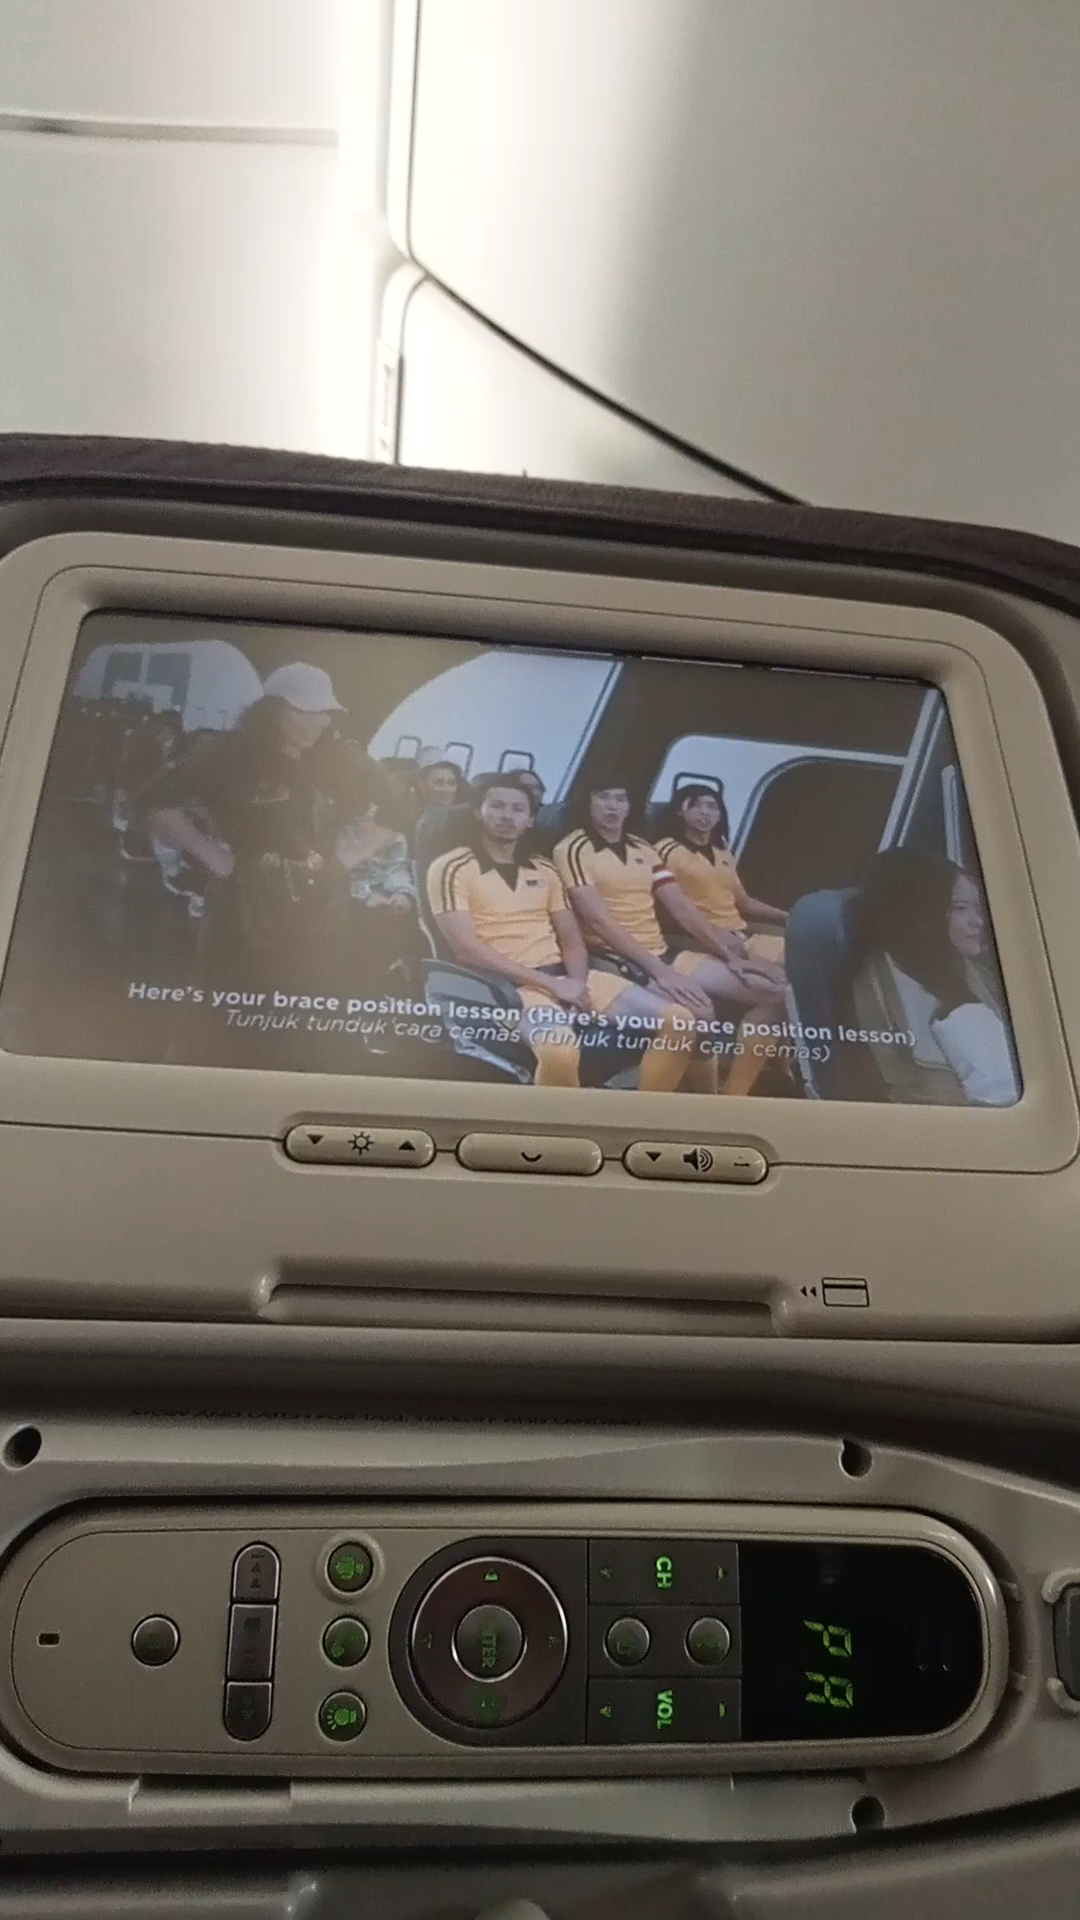 Here's your brace position lesson (Here's your brace position lesson)
Tunjuk tunduk cara cemas (Tunjuk tunduk cara cemas)
ENTER
CH
VOL
PA